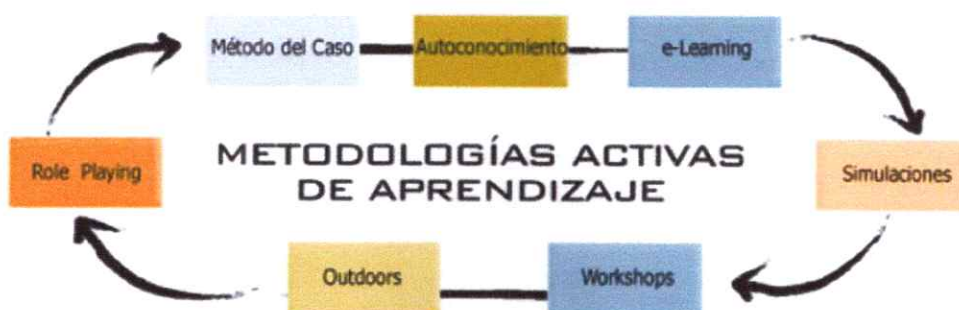 Método del Caso
Autoconocimiento
e-Learning
Role Playing
METODOLOGÍAS ACTIVAS
DE APRENDIZAJE
Simulaciones
Outdoors
Workshops